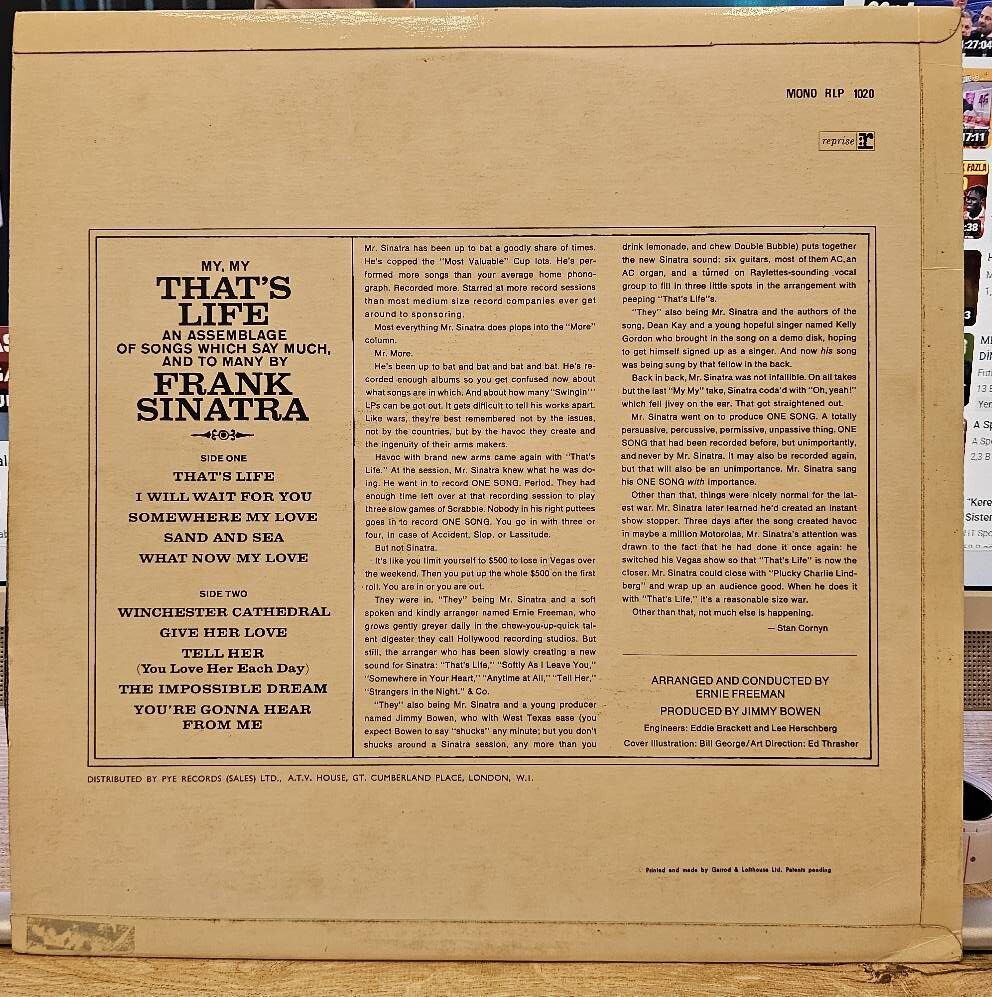 MONO RLP 1020
reprise r
MY, MY
THAT'S
LIFE
AN ASSEMBLAGE
OF SONGS WHICH SAY MUCH,
AND TO MANY BY
FRANK
SINATRA
SIDE ONE
THAT'S LIFE
I WILL WAIT FOR YOU
SOMEWHERE MY LOVE
SAND AND SEA
WHAT NOW MY LOVE
SIDE TWO
WINCHESTER CATHEDRAL
GIVE HER LOVE
TELL HER
(You Love Her Each Day)
THE IMPOSSIBLE DREAM
YOU'RE GONNA HEAR
FROM ME
Mr. Sinatra has been up to bat a goodly share of times.
He's copped the "Most Valuable" Cup lots. He's per-
formed more songs than your average home phono-
graph. Recorded more. Starred at more record sessions
than most medium size record companies ever get
around to sponsoring.
Most everything Mr. Sinatra does plops into the "More"
column.
Mr. More.
He's been up to bat and bat and bat and bat. He's re-
corded enough albums so you get confused now about
what songs are in which. And about how many "Swingin'"
LPs can be got out. It gets difficult to tell his works apart.
Like wars, they're best remembered not by the issues,
not by the countries, but by the havoc they create and
the ingenuity of their arms makers.
Havoc with brand new arms came again with "That's
Life." At the session, Mr. Sinatra knew what he was do-
ing. He went in to record ONE SONG. Period. They had
enough time left over at that recording session to play
three slow games of Scrabble. Nobody in his right puttees
goes in to record ONE SONG. You go in with three or
four, in case of Accident, Slop, or Lassitude.
But not Sinatra.
It's like you limit yourself to $500 to lose in Vegas over
the weekend. Then you put up the whole $500 on the first
roll. You are in or you are out.
They were in. "They" being Mr. Sinatra and a soft
spoken and kindly arranger named Ernie Freeman, who
grows gently greyer daily in the chew-you-up-quick tal-
ent digester they call Hollywood recording studios. But
still, the arranger who has been slowly creating a new
sound for Sinatra: "That's Life," "Softly As I Leave You,"
"Somewhere in Your Heart," "Anytime at All," "Tell Her,"
"Strangers in the Night." & Co.
"They" also being Mr. Sinatra and a young producer
named Jimmy Bowen, who with West Texas ease (you
expect Bowen to say "shucks" any minute; but you don't
shucks around a Sinatra session, any more than you
drink lemonade, and chew Double Bubble) puts together
the new Sinatra sound: six guitars, most of them AC, an
AC organ, and a turned on Raylettes-sounding vocal
group to fill in three little spots in the arrangement with
peeping "That's Life"s.
"They" also being Mr. Sinatra and the authors of the
song, Dean Kay and a young hopeful singer named Kelly
Gordon who brought in the song on a demo disk, hoping
to get himself signed up as a singer. And now his song
was being sung by that fellow in the back.
Back in back, Mr. Sinatra was not infallible. On all takes
but the last "My My" take, Sinatra coda'd with "Oh, yeah!"
which fell jivey on the ear. That got straightened out.
Mr. Sinatra went on to produce ONE SONG. A totally
persuasive, percussive, permissive, unpassive thing, ONE
SONG that had been recorded before, but unimportantly,
and never by Mr. Sinatra. It may also be recorded again,
but that will also be an unimportance. Mr. Sinatra sang
his ONE SONG with importance.
Other than that, things were nicely normal for the lat-
est war. Mr. Sinatra later learned he'd created an instant
show stopper. Three days after the song created havoc
in maybe a million Motorolas, Mr. Sinatra's attention was
drawn to the fact that he had done it once again: he
switched his Vegas show so that "That's Life" is now the
closer. Mr. Sinatra could close with "Plucky Charlie Lind-
berg" and wrap up an audience good. When he does it
with "That's Life," it's a reasonable size war.
Other than that, not much else is happening.
— Stan Cornyn
ARRANGED AND CONDUCTED BY
ERNIE FREEMAN
PRODUCED BY JIMMY BOWEN
Engineers: Eddie Brackett and Lee Herschberg
Cover Illustration: Bill George/Art Direction: Ed Thrasher
DISTRIBUTED BY PYE RECORDS (SALES) LTD., A.T.V. HOUSE, GT. CUMBERLAND PLACE, LONDON, W.I.
Printed and made by Garrod & Lofthouse Ltd. Patents pending
1:27:04
17:11
FAZLA
:38